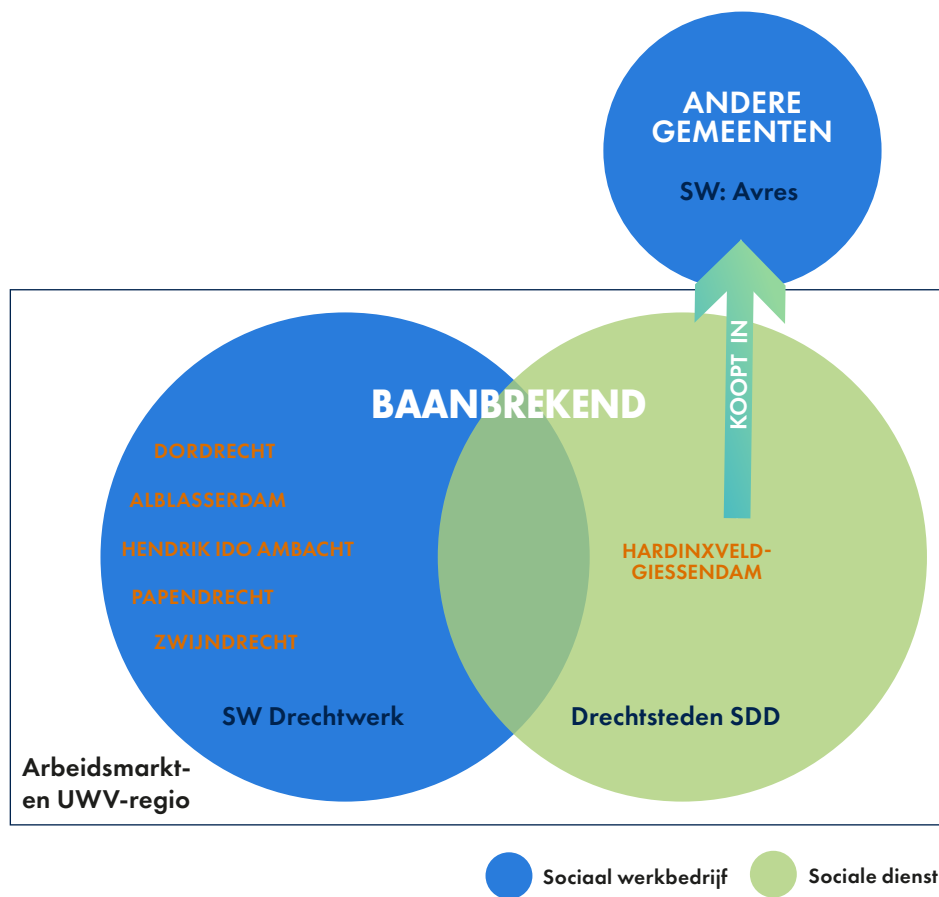 ANDERE
GEMEENTEN
SW: Avres
KOOPT IN
BAANBREKEND
DORDRECHT
ALBLASSERDAM
HENDRIK IDO AMBACHT
PAPENDRECHT
ZWIJNDRECHT
HARDINXVELD-
GIESSENDAM
SW Drechtwerk
Drechtsteden SDD
Arbeidsmarkt-
en UWV-regio
Sociaal werkbedrijf
Sociale dienst